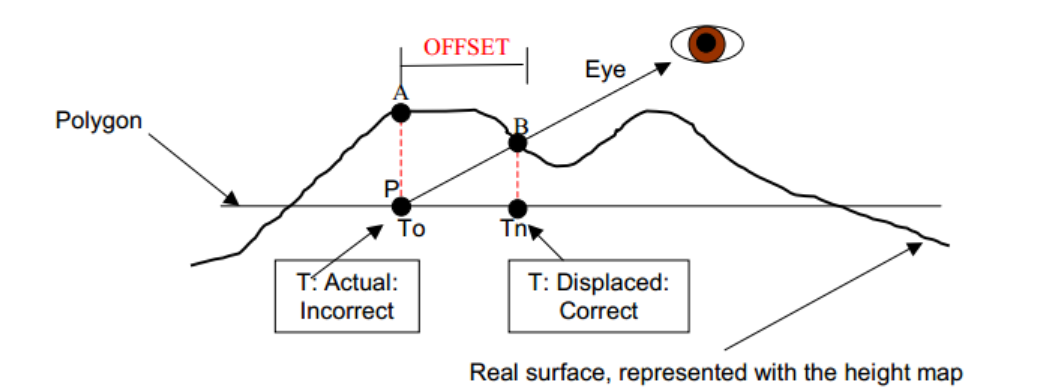 OFFSET
Eye
A
Polygon
B
P
To
Tn
T: Actual:
Incorrect
T: Displaced:
Correct
Real surface, represented with the height map